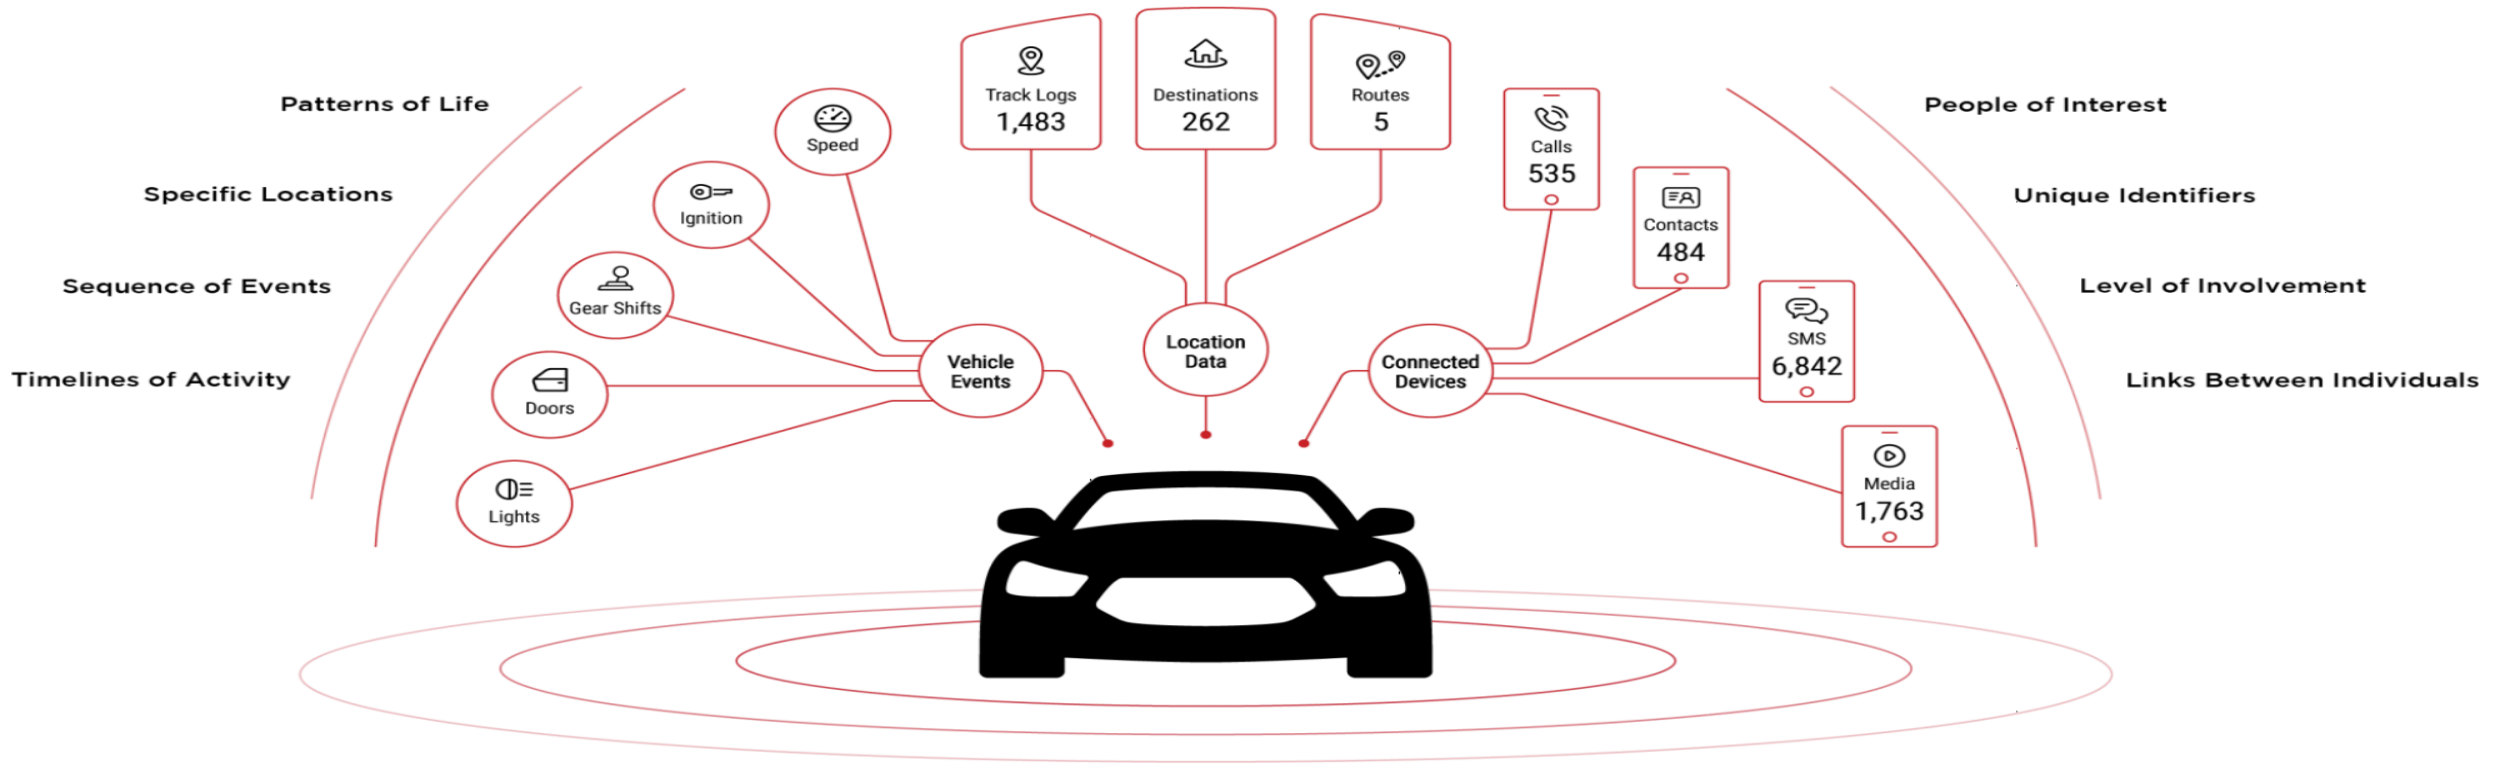 Patterns of Life
Specific Locations
Sequence of Events
Timelines of Activity
Speed
Ignition
Gear Shifts
Doors
Lights
Vehicle
Events
Track Logs
1,483
Destinations
262
Routes
5
Location
Data
Connected
Devices
Calls
535
Contacts
484
SMS
6,842
Media
1,763
People of Interest
Unique Identifiers
Level of Involvement
Links Between Individuals